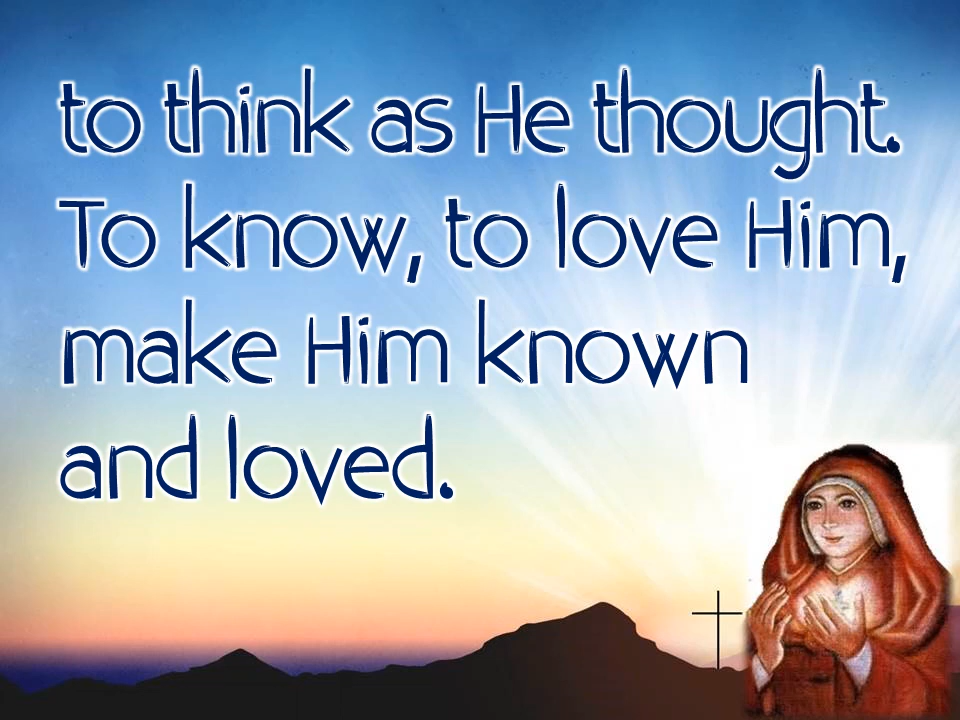 to think as He thought.
To know, to love Him,
make Him known
and loved.